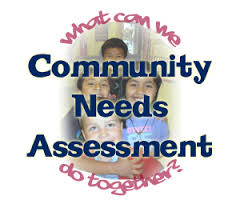 What can we
Community
Needs
Assessment
do together?